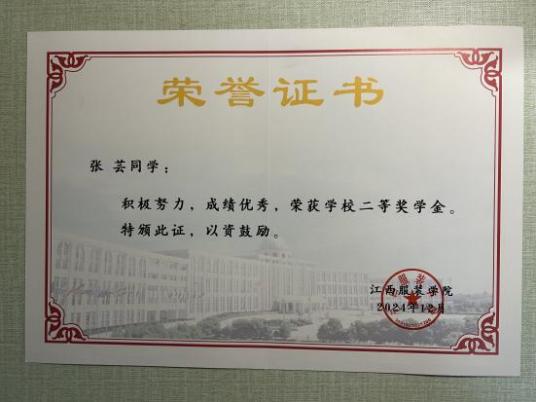 荣誉证书
张 芸同学：
积极努力，成绩优秀，荣获学校二等奖学金。
特颁此证，以资鼓励。
江西服装学院
2024年12月